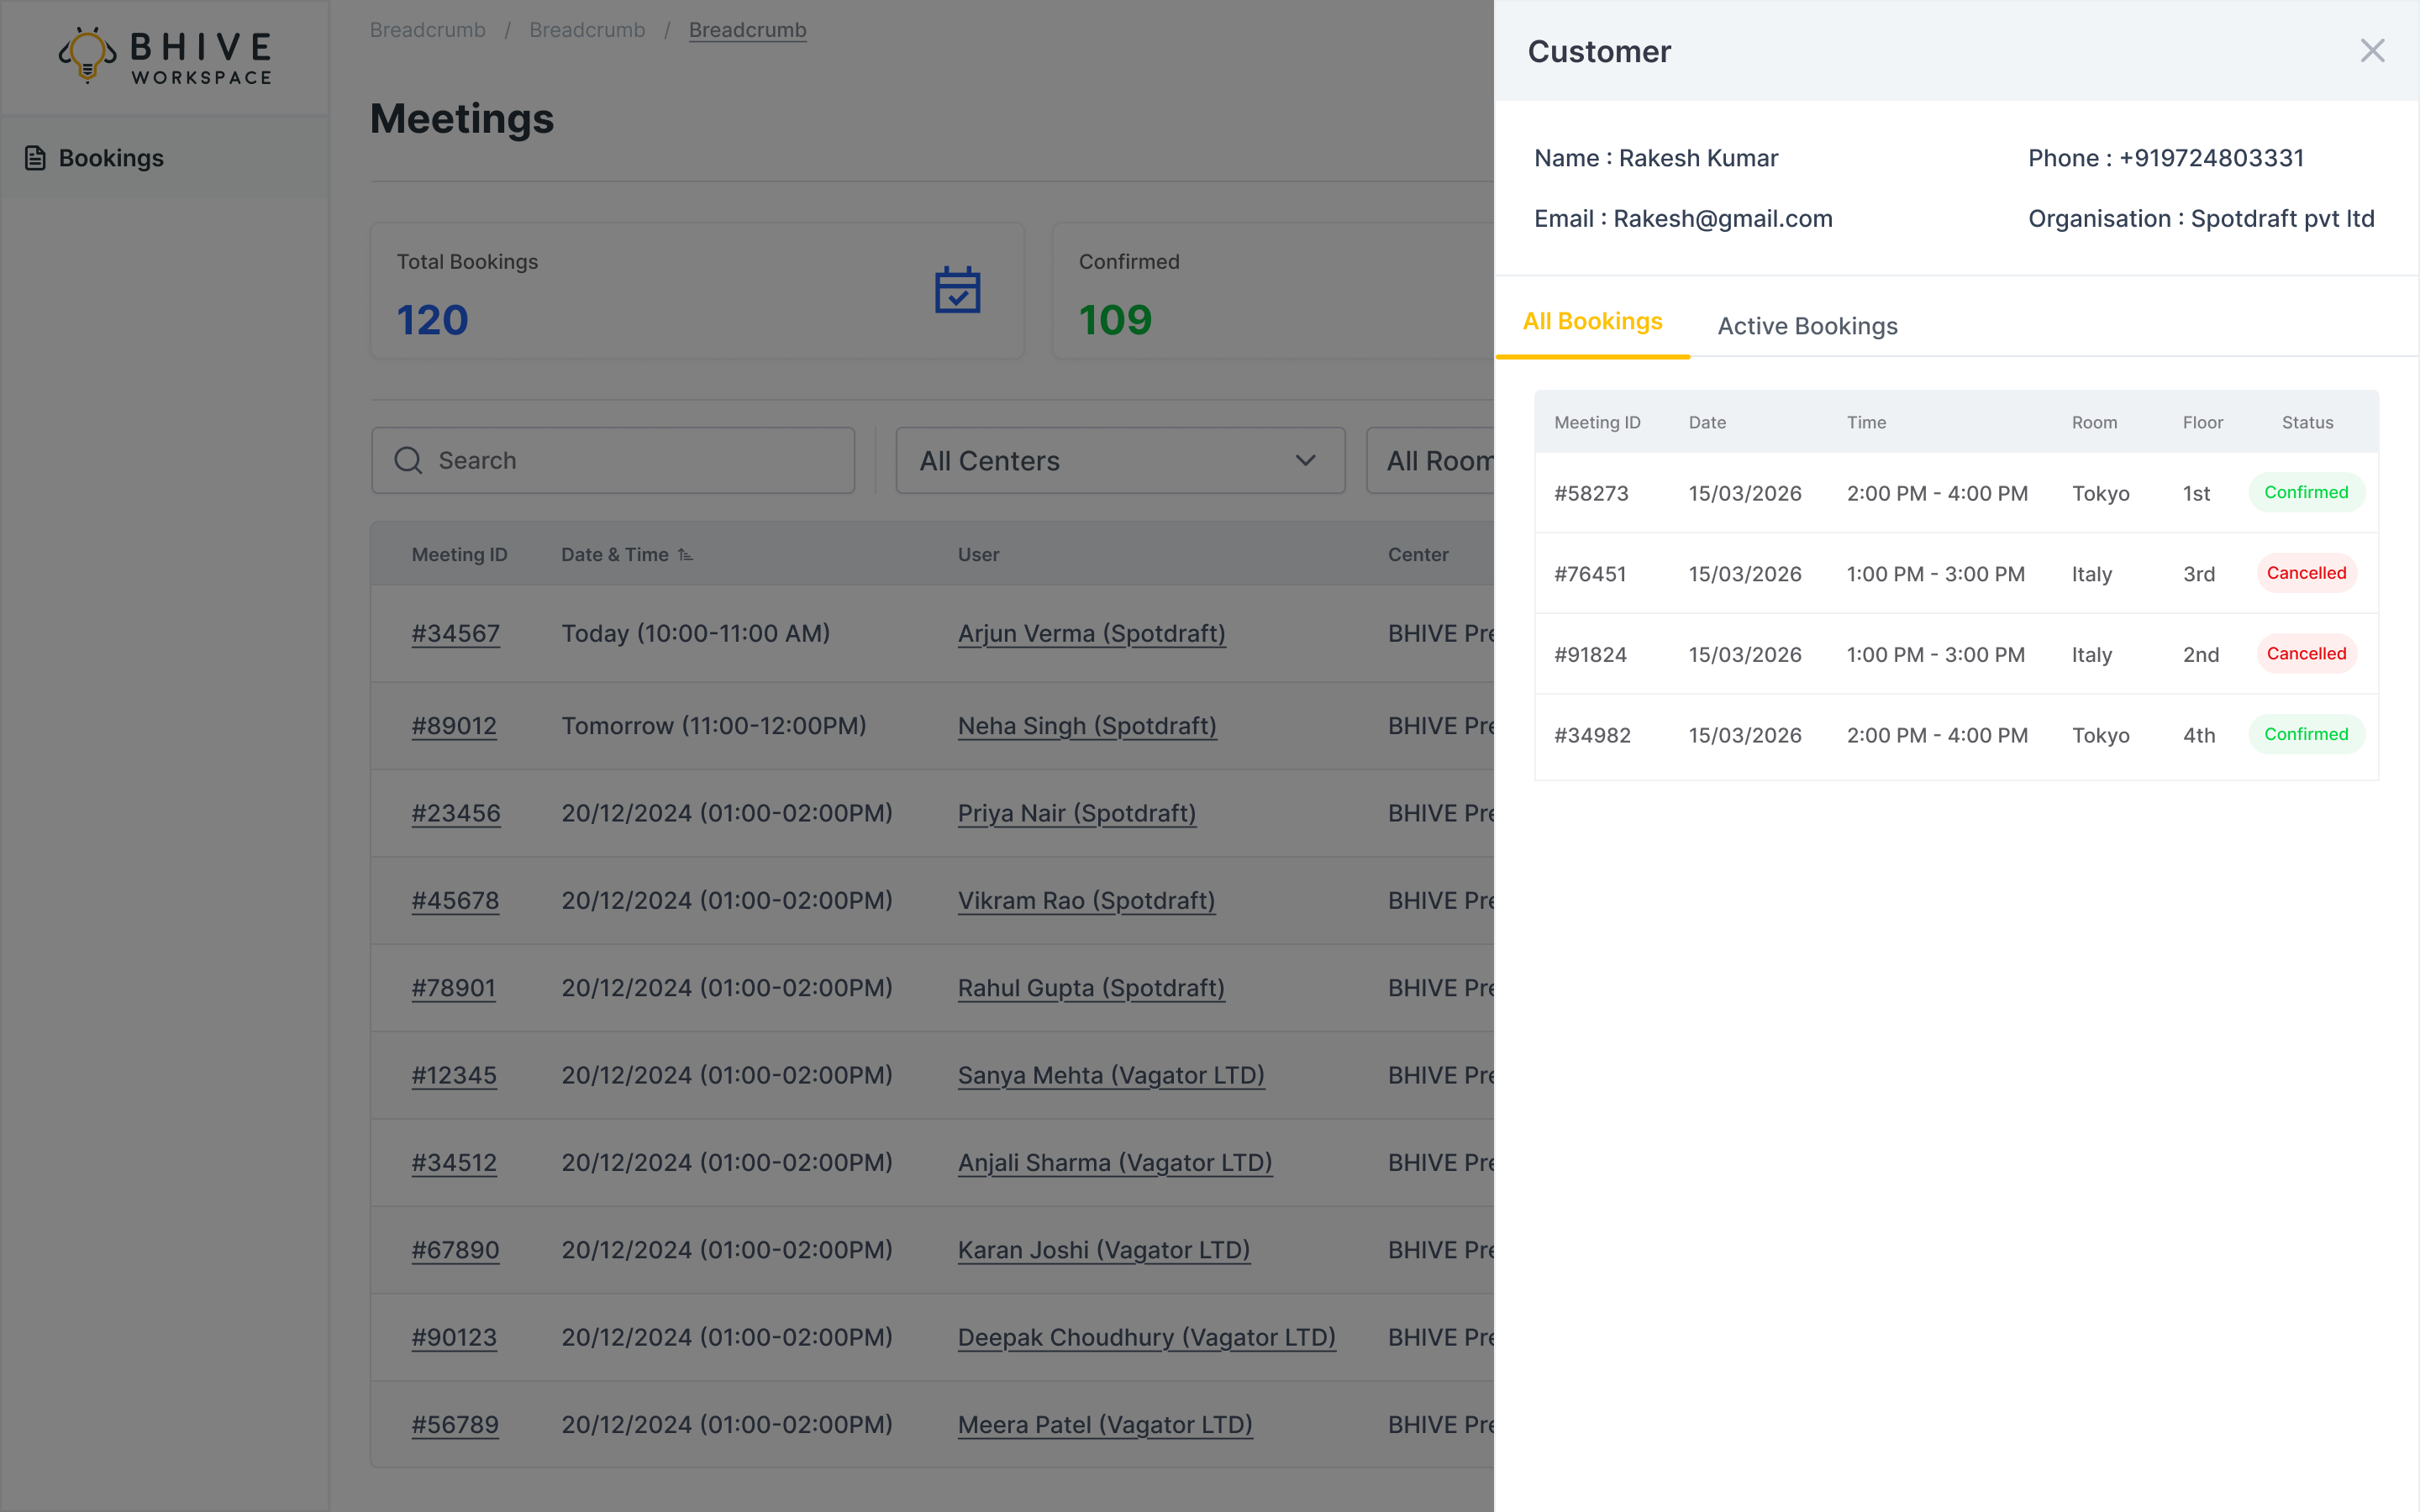 BHIVE
WORKSPACE
Bookings
Breadcrumb / Breadcrumb / Breadcrumb
Meetings
Total Bookings
120
Confirmed
109
Search
All Centers
All Room
Meeting ID Date & Time User Center
#34567 Today (10:00-11:00 AM) Arjun Verma (Spotdraft) BHIVE Pre
#89012 Tomorrow (11:00-12:00PM) Neha Singh (Spotdraft) BHIVE Pre
#23456 20/12/2024 (01:00-02:00PM) Priya Nair (Spotdraft) BHIVE Pre
#45678 20/12/2024 (01:00-02:00PM) Vikram Rao (Spotdraft) BHIVE Pre
#78901 20/12/2024 (01:00-02:00PM) Rahul Gupta (Spotdraft) BHIVE Pre
#12345 20/12/2024 (01:00-02:00PM) Sanya Mehta (Vagator LTD) BHIVE Pre
#34512 20/12/2024 (01:00-02:00PM) Anjali Sharma (Vagator LTD) BHIVE Pre
#67890 20/12/2024 (01:00-02:00PM) Karan Joshi (Vagator LTD) BHIVE Pre
#90123 20/12/2024 (01:00-02:00PM) Deepak Choudhury (Vagator LTD) BHIVE Pre
#56789 20/12/2024 (01:00-02:00PM) Meera Patel (Vagator LTD) BHIVE Pre
Customer
Name : Rakesh Kumar Phone : +919724803331
Email : Rakesh@gmail.com Organisation : Spotdraft pvt ltd
All Bookings Active Bookings
Meeting ID Date Time Room Floor Status
#58273 15/03/2026 2:00 PM - 4:00 PM Tokyo 1st Confirmed
#76451 15/03/2026 1:00 PM - 3:00 PM Italy 3rd Cancelled
#91824 15/03/2026 1:00 PM - 3:00 PM Italy 2nd Cancelled
#34982 15/03/2026 2:00 PM - 4:00 PM Tokyo 4th Confirmed